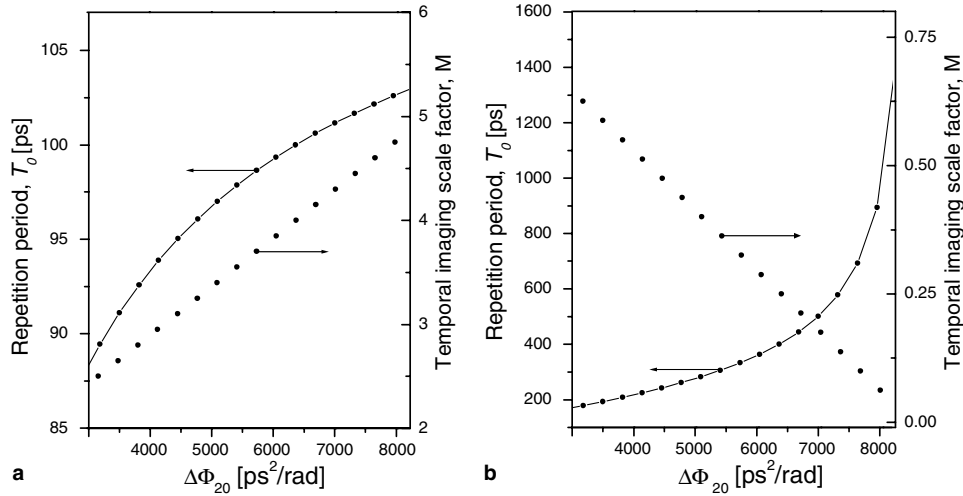 105
100
95
90
85
Repetition period, T₀ [ps]
6
5
4
3
2
Temporal imaging scale factor, M
4000 5000 6000 7000 8000
ΔΦ₂₀ [ps²/rad]
a
1600
1400
1200
1000
800
600
500
400
200
100
Repetition period, T₀ [ps]
0.75
0.50
0.25
0.00
Temporal imaging scale factor, M
4000 5000 6000 7000 8000
ΔΦ₂₀ [ps²/rad]
b